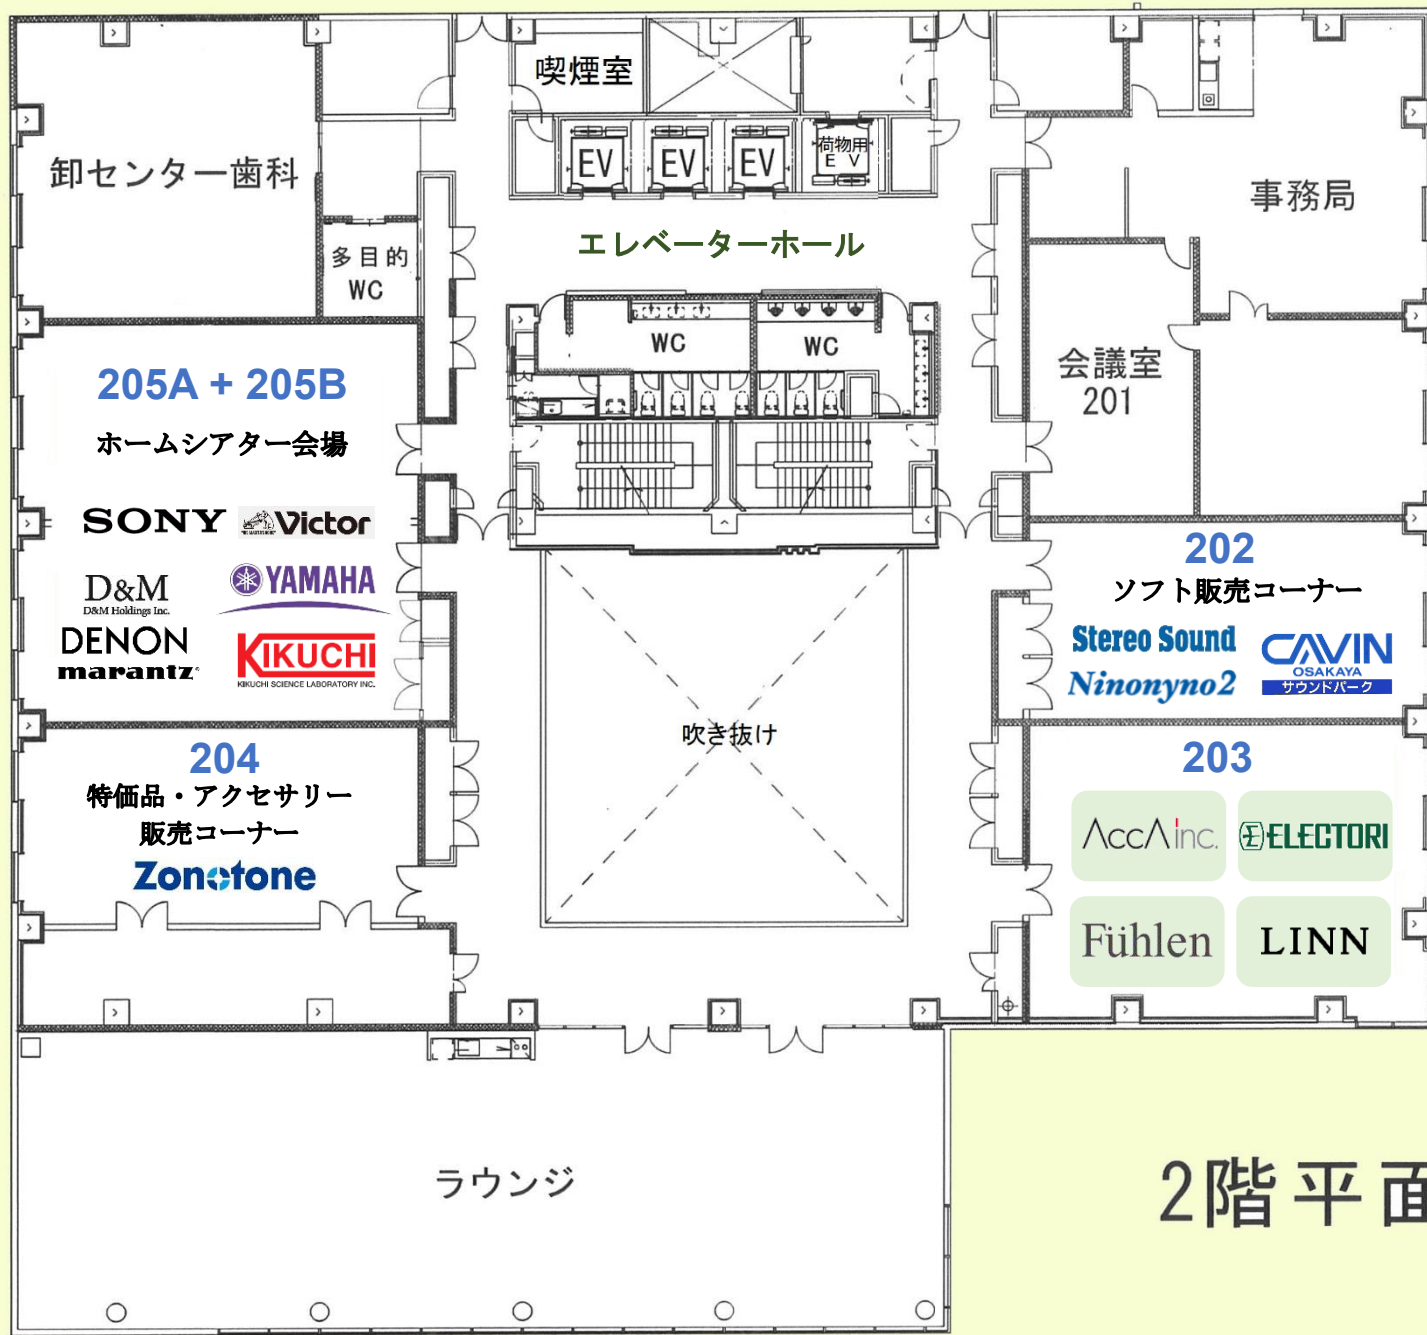 喫煙室
卸センター歯科
EV
EV
EV
荷物用
EV
事務局
エレベーターホール
多目的
WC
WC
WC
会議室
201
205A + 205B
ホームシアター会場
SONY
Victor
D&M
D&M Holdings Inc.
YAMAHA
DENON
marantz
KIKUCHI
KIKUCHI SCIENCE LABORATORY INC.
202
ソフト販売コーナー
Stereo Sound
CAVIN
OSAKAYA
サウンドパーク
Ninonyno2
吹き抜け
204
特価品・アクセサリー
販売コーナー
Zonotone
203
AccA inc.
ELECTORI
Fühlen
LINN
ラウンジ
2階平面